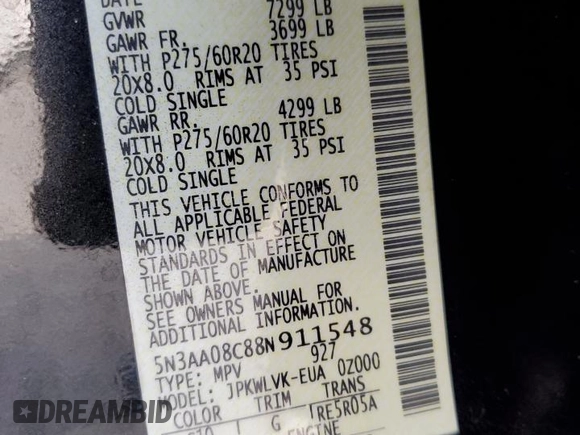 DATE
GVWR 7299 LB
GAWR FR. 3699 LB
WITH P275/60R20 TIRES
20X8.0 RIMS AT 35 PSI
COLD SINGLE
GAWR RR. 4299 LB
WITH P275/60R20 TIRES
20X8.0 RIMS AT 35 PSI
COLD SINGLE
THIS VEHICLE CONFORMS TO
ALL APPLICABLE FEDERAL
MOTOR VEHICLE SAFETY
STANDARDS IN EFFECT ON
THE DATE OF MANUFACTURE
SHOWN ABOVE.
SEE OWNERS MANUAL FOR
ADDITIONAL INFORMATION.
5N3AA08C88N911548
TYPE: MPV 927
MODEL: JPKWLVK-EUA 0Z000
COLOR TRIM TRANS
G RE5R05A
ENGINE
DREAMBID